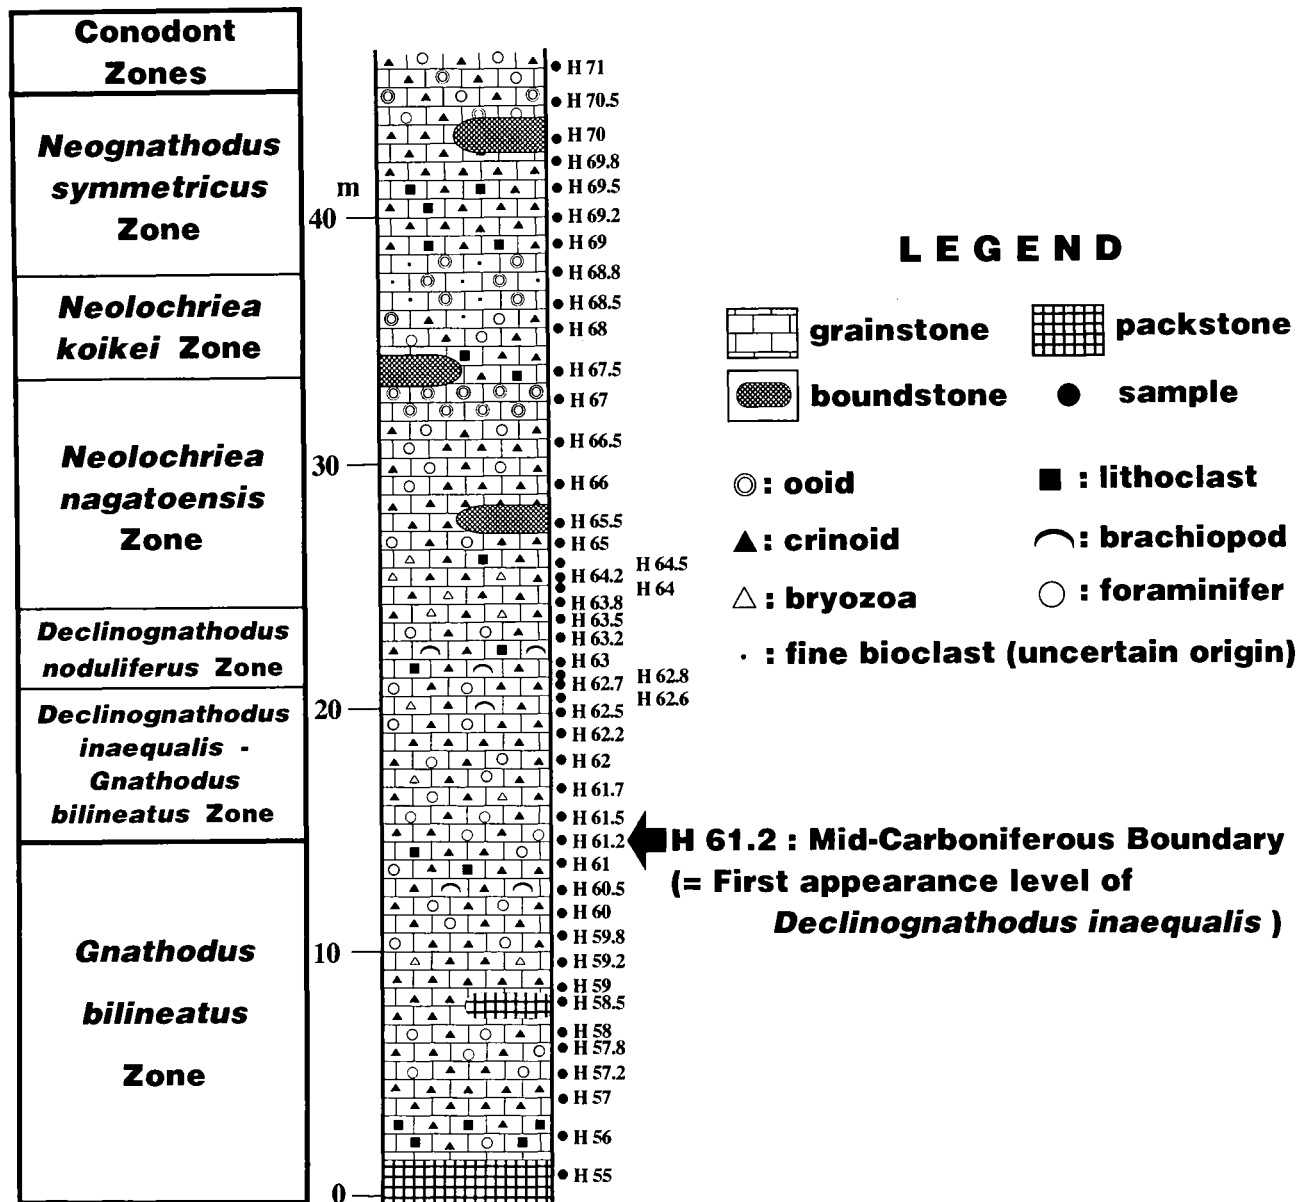 Conodont
Zones
Neognathodus
symmetricus
Zone
Neolochriea
koikei Zone
Neolochriea
nagatoensis
Zone
Declinognathodus
noduliferus Zone
Declinognathodus
inaequalis -
Gnathodus
bilineatus Zone
Gnathodus
bilineatus
Zone
m
40
30
20
10
0
H 71
H 70.5
H 70
H 69.8
H 69.5
H 69.2
H 69
H 68.8
H 68.5
H 68
H 67.5
H 67
H 66.5
H 66
H 65.5
H 65
H 64.5
H 64.2
H 64
H 63.8
H 63.5
H 63.2
H 63
H 62.8
H 62.7
H 62.6
H 62.5
H 62.2
H 62
H 61.7
H 61.5
H 61.2
H 61
H 60.5
H 60
H 59.8
H 59.2
H 59
H 58.5
H 58
H 57.8
H 57.2
H 57
H 56
H 55
LEGEND
grainstone
packstone
boundstone
sample
: ooid
: lithoclast
: crinoid
: brachiopod
: bryozoa
: foraminifer
: fine bioclast (uncertain origin)
H 61.2 : Mid-Carboniferous Boundary
(= First appearance level of
Declinognathodus inaequalis )